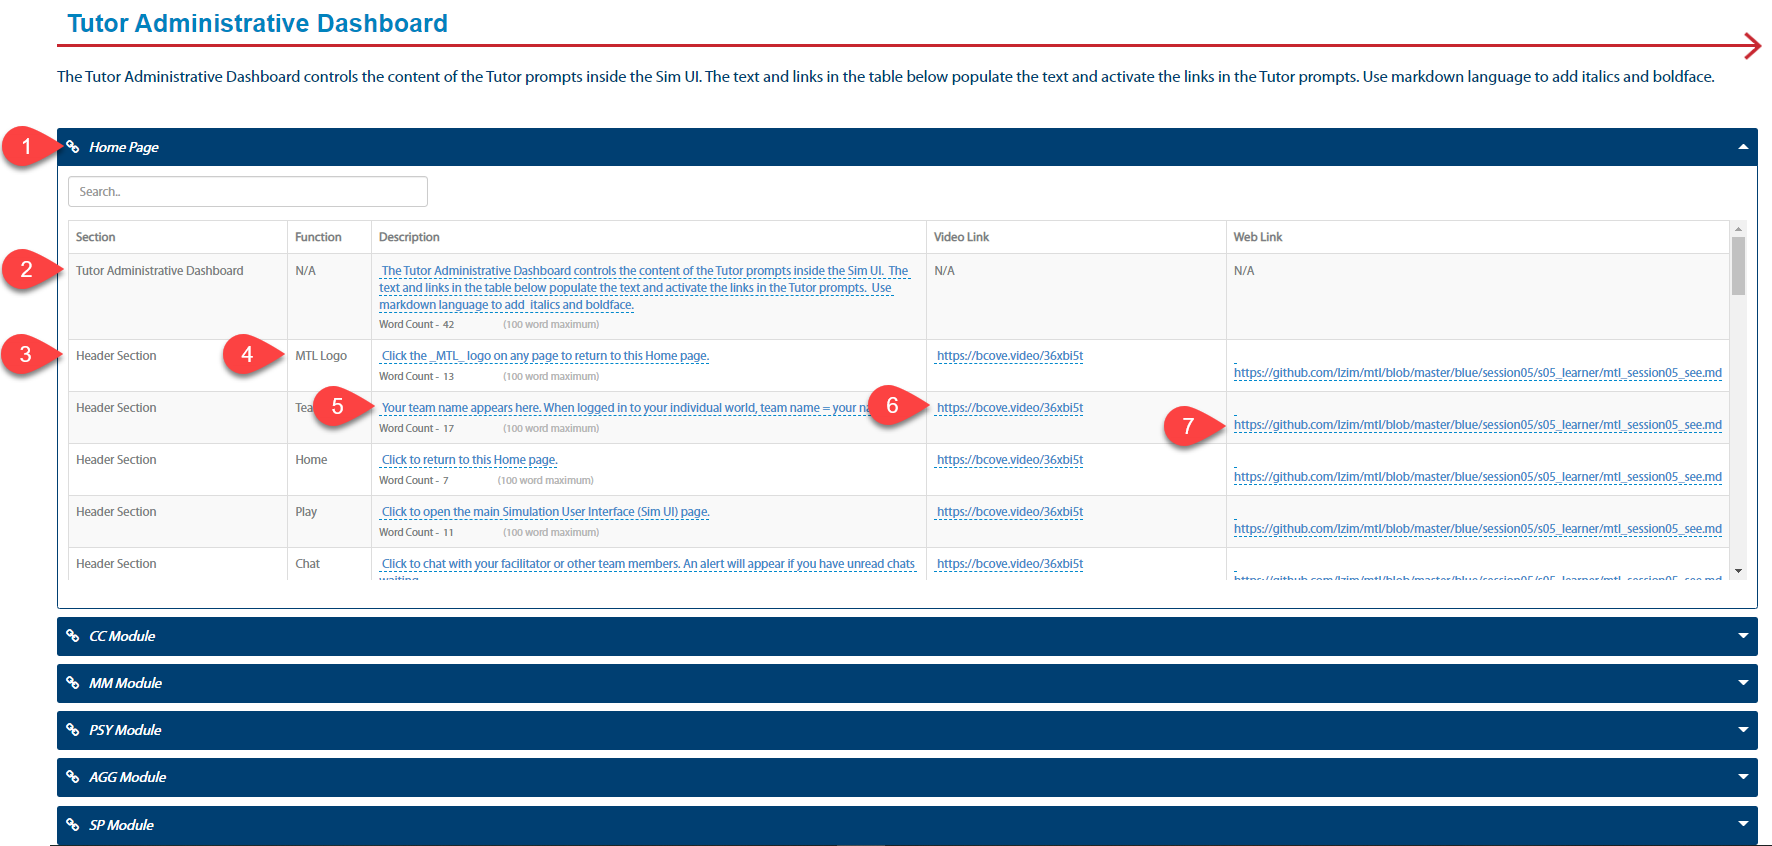 Tutor Administrative Dashboard
The Tutor Administrative Dashboard controls the content of the Tutor prompts inside the Sim UI. The text and links in the table below populate the text and activate the links in the Tutor prompts. Use markdown language to add italics and boldface.
1 Home Page
Search..
Section Function Description Video Link Web Link
2 Tutor Administrative Dashboard N/A The Tutor Administrative Dashboard controls the content of the Tutor prompts inside the Sim UI. The N/A N/A
text and links in the table below populate the text and activate the links in the Tutor prompts. Use
markdown language to add italics and boldface.
Word Count - 42 (100 word maximum)
3 Header Section 4 MTL Logo Click the _MTL_ logo on any page to return to this Home page. https://bcove.video/36xbi5t
https://github.com/lzim/mtl/blob/master/blue/session05/s05_learner/mtl_session05_see.md
Word Count - 13 (100 word maximum)
Header Section 5 Your team name appears here. When logged in to your individual world, team name = your 6 https://bcove.video/36xbi5t
7 https://github.com/lzim/mtl/blob/master/blue/session05/s05_learner/mtl_session05_see.md
Word Count - 17 (100 word maximum)
Header Section Home Click to return to this Home page. https://bcove.video/36xbi5t
https://github.com/lzim/mtl/blob/master/blue/session05/s05_learner/mtl_session05_see.md
Word Count - 7 (100 word maximum)
Header Section Play Click to open the main Simulation User Interface (Sim UI) page. https://bcove.video/36xbi5t
https://github.com/lzim/mtl/blob/master/blue/session05/s05_learner/mtl_session05_see.md
Word Count - 11 (100 word maximum)
Header Section Chat Click to chat with your facilitator or other team members. An alert will appear if you have unread chats https://bcove.video/36xbi5t
CC Module
MM Module
PSY Module
AGG Module
SP Module